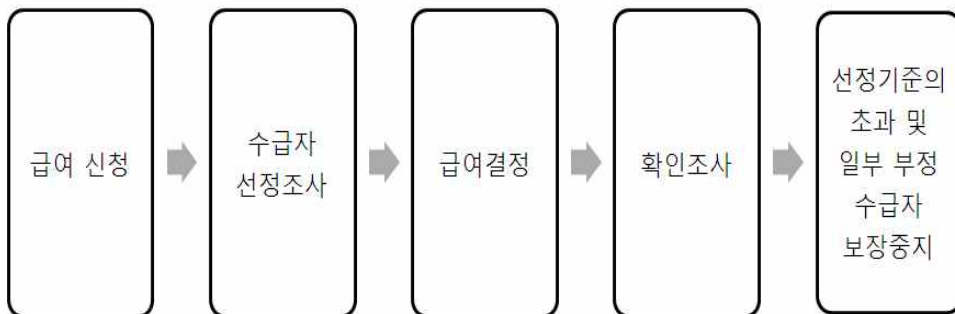 급여 신청
수급자
선정조사
급여결정
확인조사
선정기준의
초과 및
일부 부정
수급자
보장중지